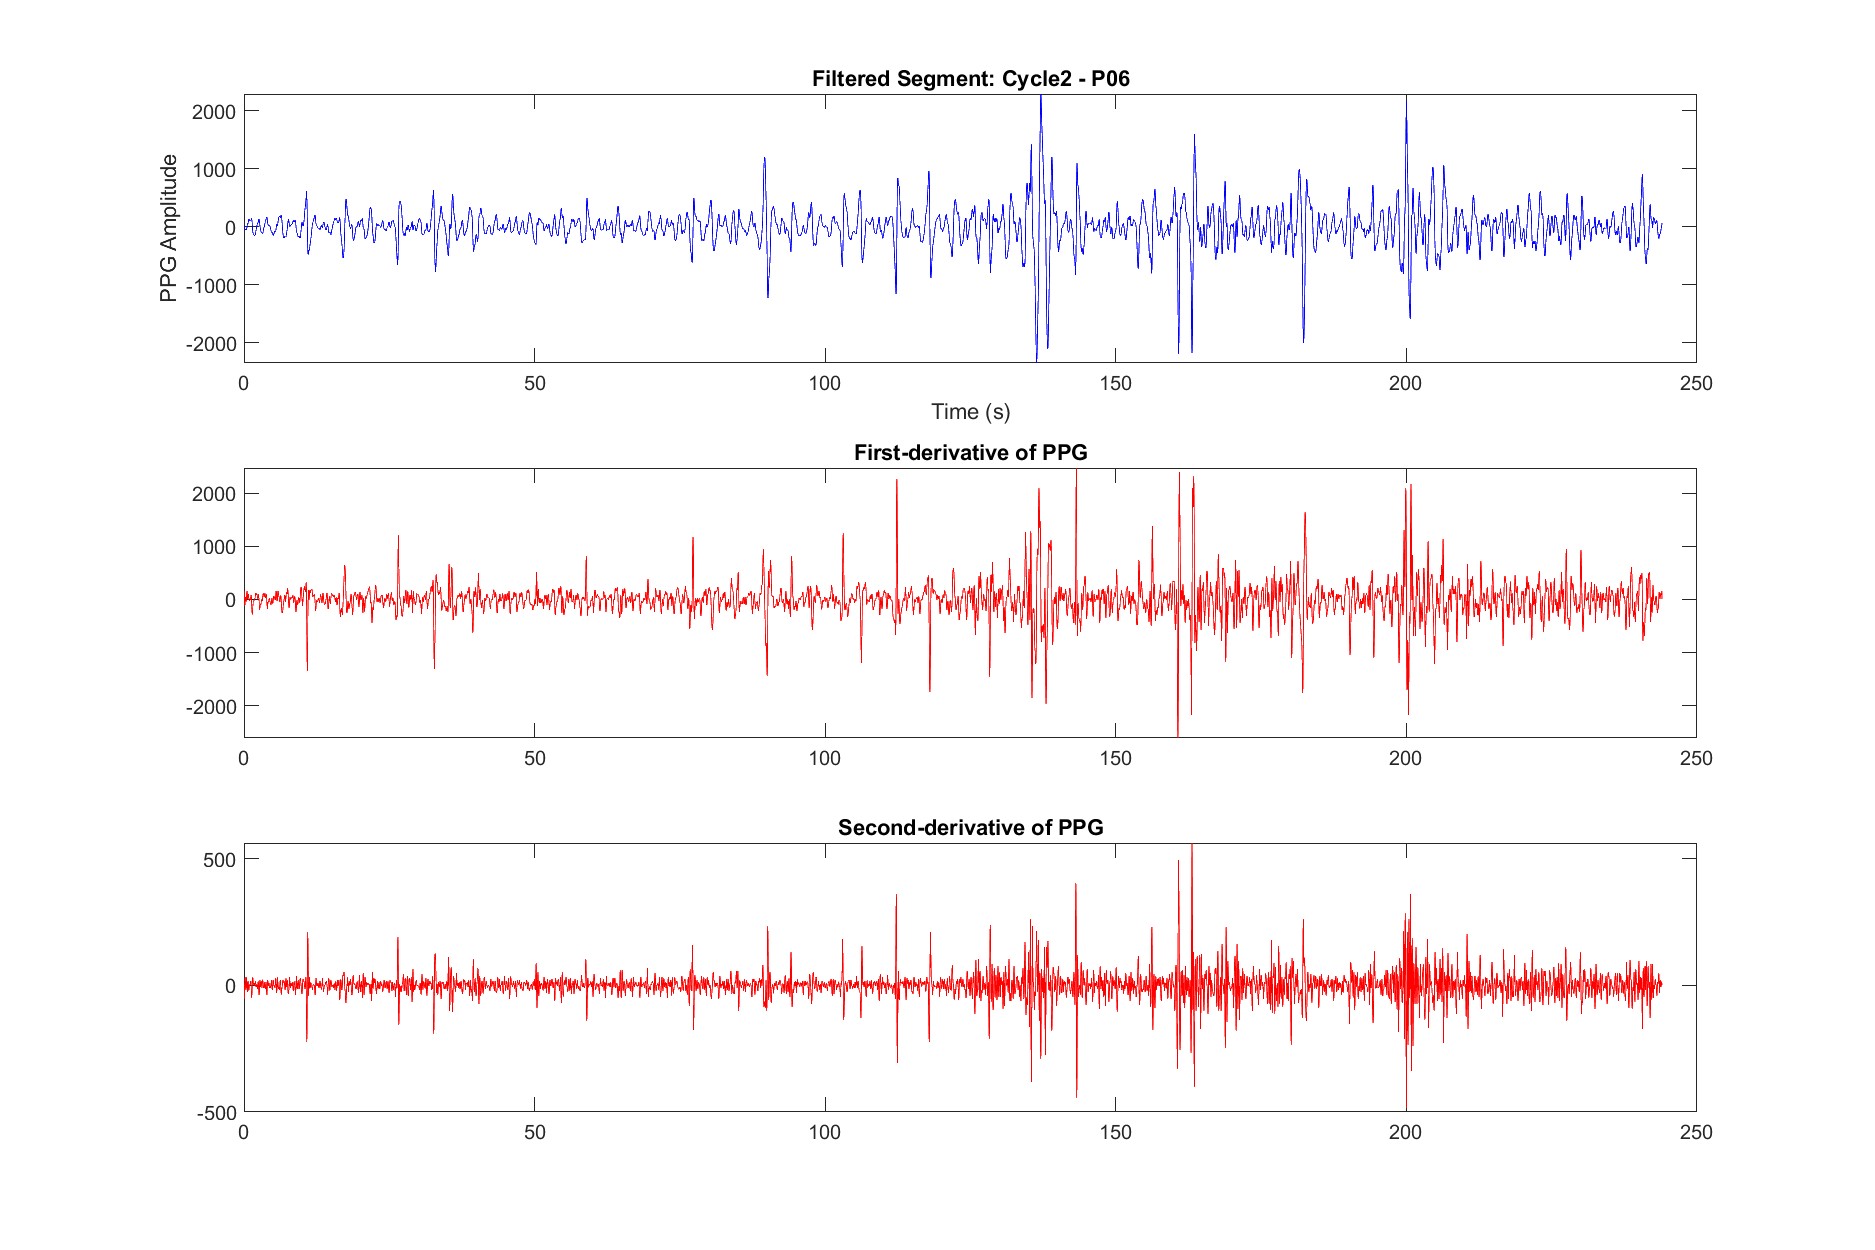 Filtered Segment: Cycle2 - P06
2000
1000
0
-1000
-2000
PPG Amplitude
0 50 100 150 200 250
Time (s)
First-derivative of PPG
2000
1000
0
-1000
-2000
0 50 100 150 200 250
Second-derivative of PPG
500
0
-500
0 50 100 150 200 250